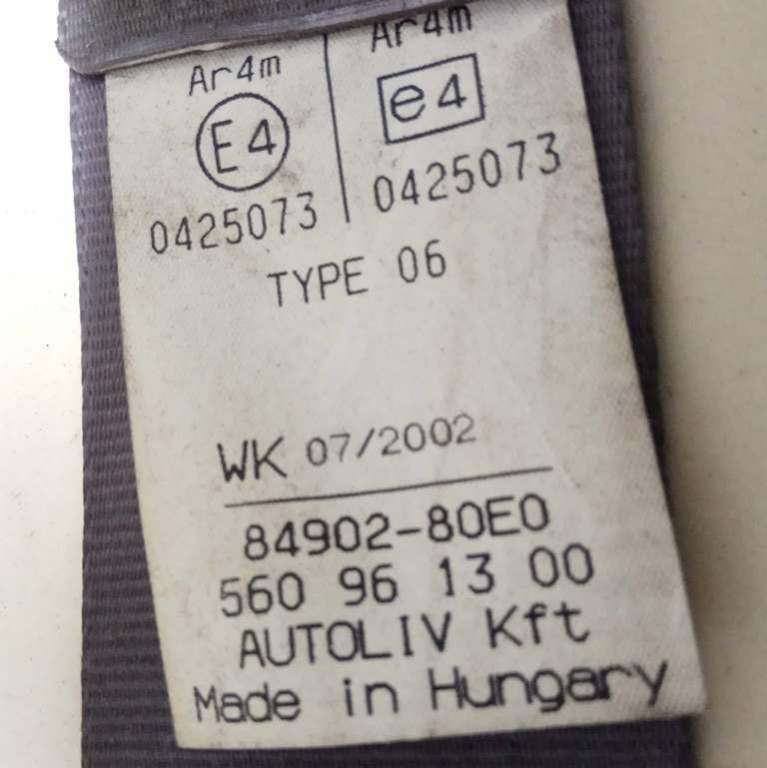 Ar4m Ar4m
E4 e4
0425073 0425073
TYPE 06
WK 07/2002
84902-80E0
560 96 13 00
AUTOLIV Kft
Made in Hungary